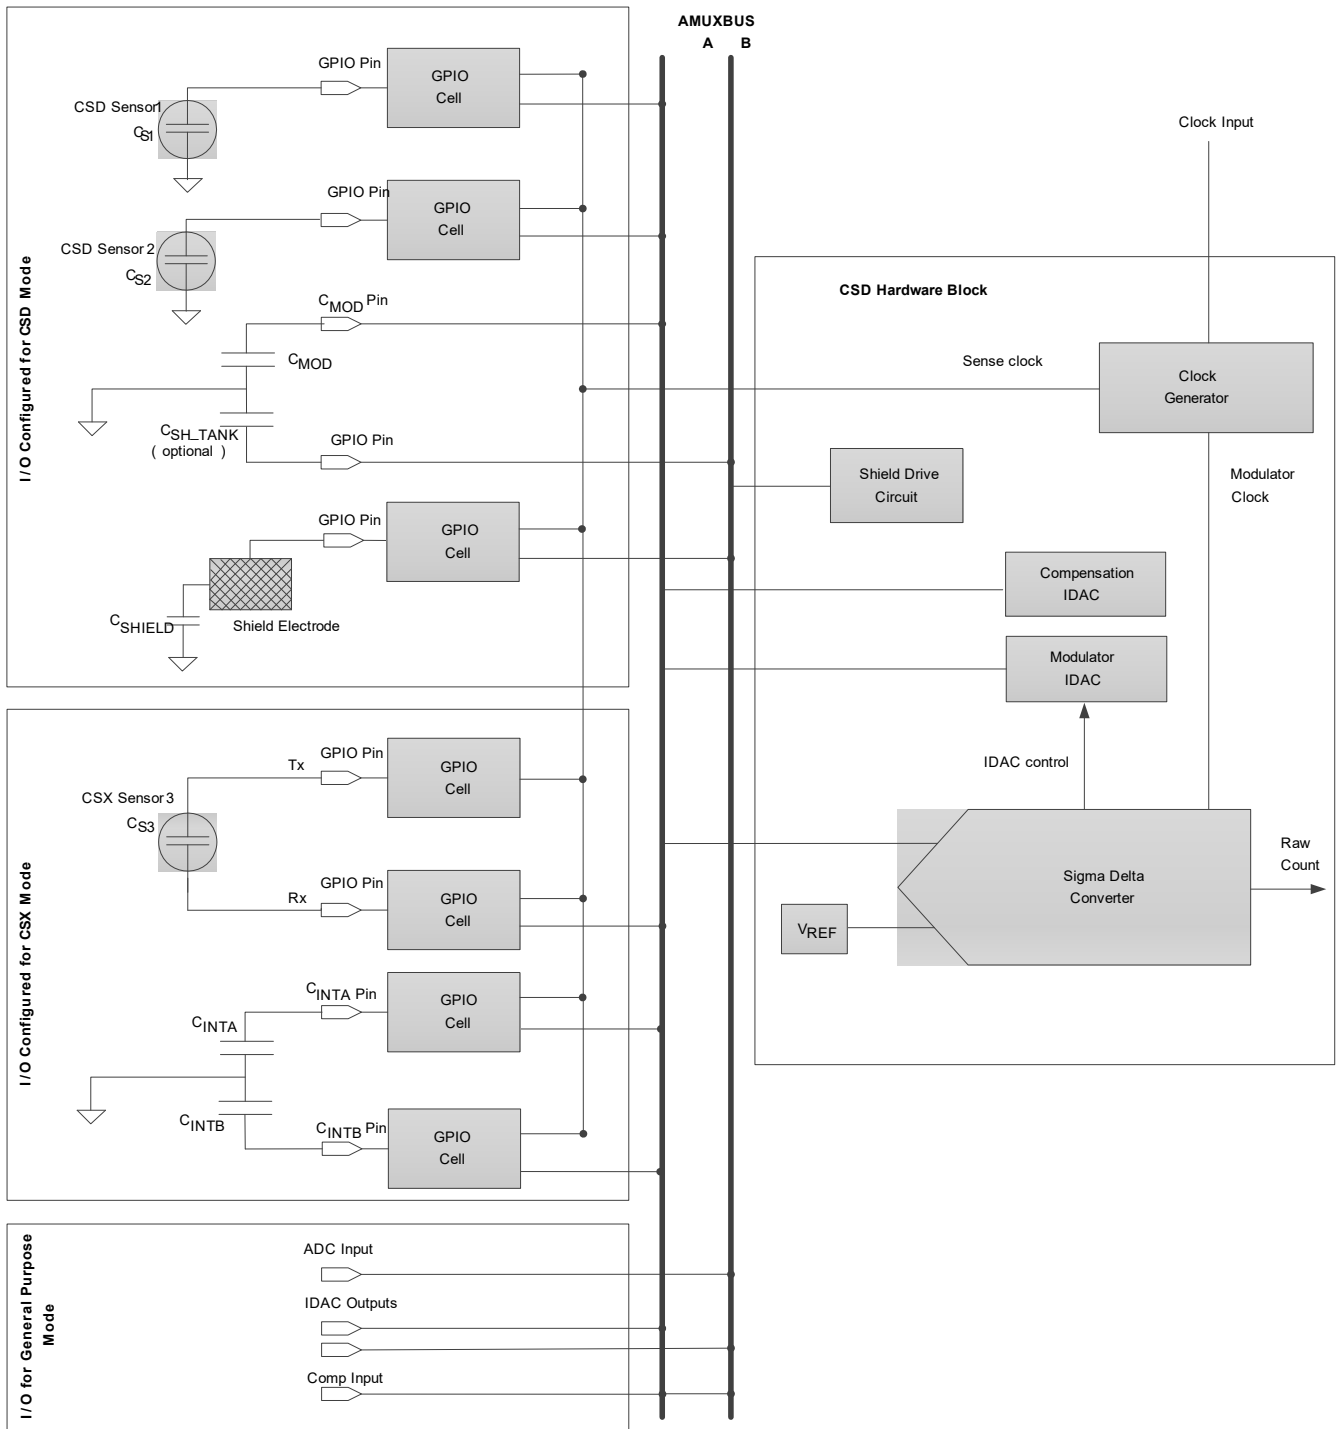 AMUXBUS
A B
I/O Configured for CSD Mode
GPIO Pin
GPIO
Cell
CSD Sensor1
CS1
GPIO Pin
GPIO
Cell
CSD Sensor 2
CS2
CMOD Pin
CMOD
CSH_TANK
( optional )
GPIO Pin
GPIO Pin
GPIO
Cell
CSHIELD
Shield Electrode
I/O Configured for CSX Mode
GPIO Pin
Tx
GPIO
Cell
CSX Sensor 3
CS3
GPIO Pin
Rx
GPIO
Cell
CINTA Pin
GPIO
Cell
CINTA
CINTB
CINTB Pin
GPIO
Cell
I/O for General Purpose
Mode
ADC Input
IDAC Outputs
Comp Input
Clock Input
CSD Hardware Block
Sense clock
Clock
Generator
Shield Drive
Circuit
Modulator
Clock
Compensation
IDAC
Modulator
IDAC
IDAC control
Sigma Delta
Converter
VREF
Raw
Count